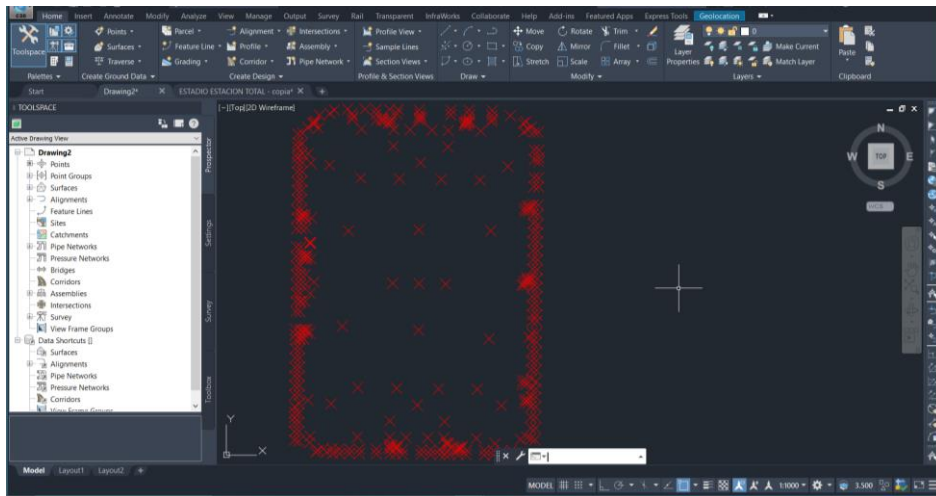 Home Insert Annotate Modify Analyze View Manage Output Survey Rail Transparent InfraWorks Collaborate Help Add-ins Featured Apps Express Tools Geolocation
Toolspace
Points
Surfaces
Traverse
Parcel
Feature Line
Grading
Alignment
Profile
Corridor
Intersections
Assembly
Pipe Network
Profile View
Sample Lines
Section Views
Move
Copy
Stretch
Rotate
Mirror
Scale
Trim
Fillet
Array
Layer
Properties
0
Make Current
Match Layer
Paste
Palettes Create Ground Data Create Design Profile & Section Views Draw Modify Layers Clipboard
Start Drawing2* ESTADIO ESTACION TOTAL - copia*
TOOLSPACE
[-][Top][2D Wireframe]
Active Drawing View
Drawing2
Points
Point Groups
Surfaces
Alignments
Feature Lines
Sites
Catchments
Pipe Networks
Pressure Networks
Bridges
Corridors
Assemblies
Intersections
Survey
View Frame Groups
Data Shortcuts []
Surfaces
Alignments
Pipe Networks
Pressure Networks
Corridors
View Frame Groups
Prospector
Settings
Survey
Toolbox
N
W TOP E
S
WCS
Y
X
Model Layout1 Layout2
MODEL 1:1000 3.500